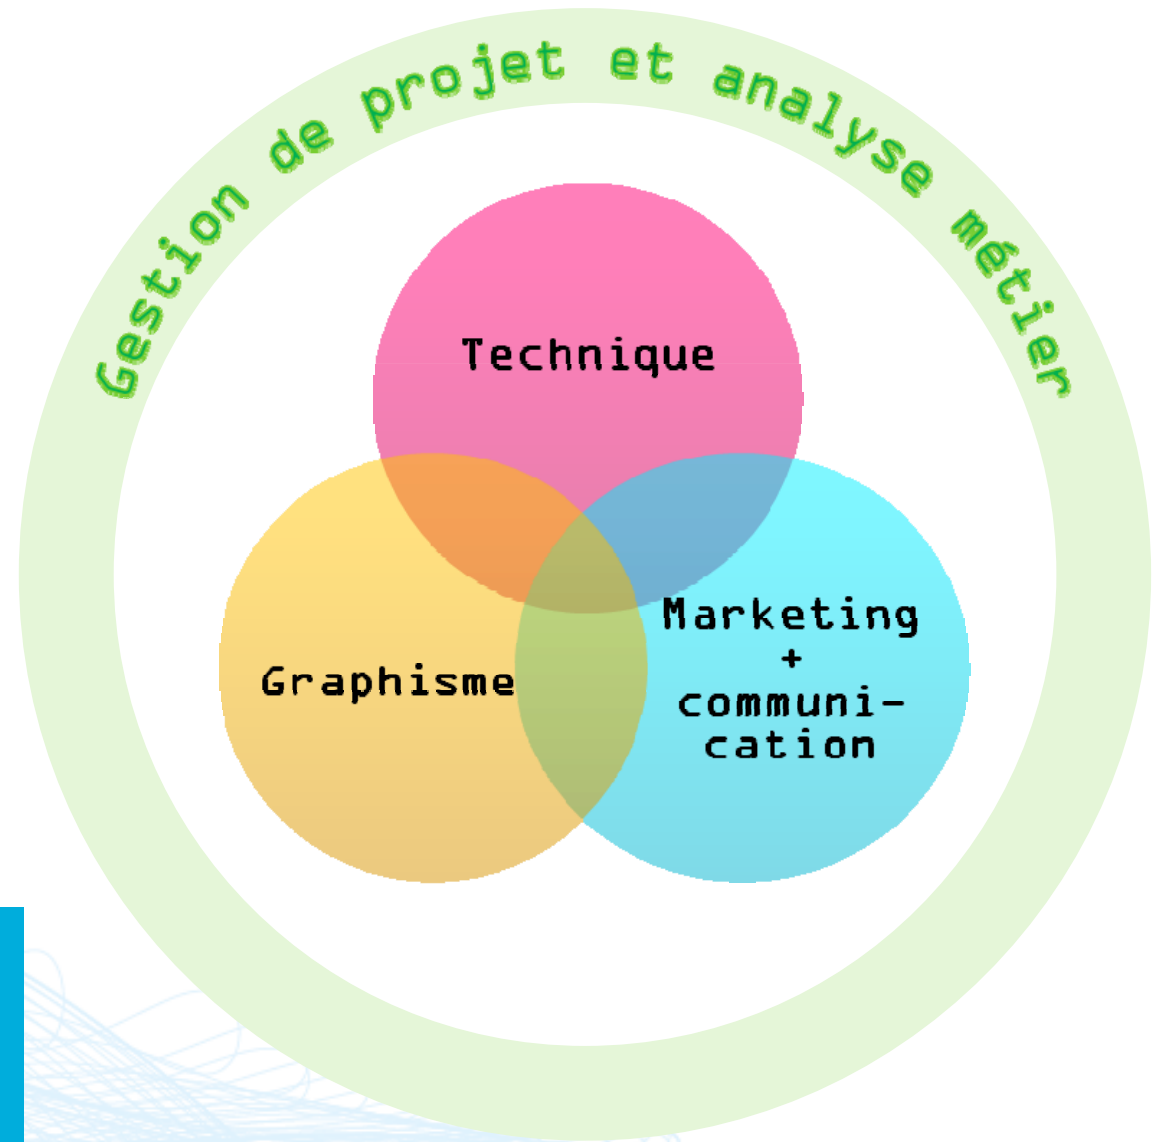 Gestion de projet et analyse métier
Technique
Graphisme
Marketing
+
communi-
cation